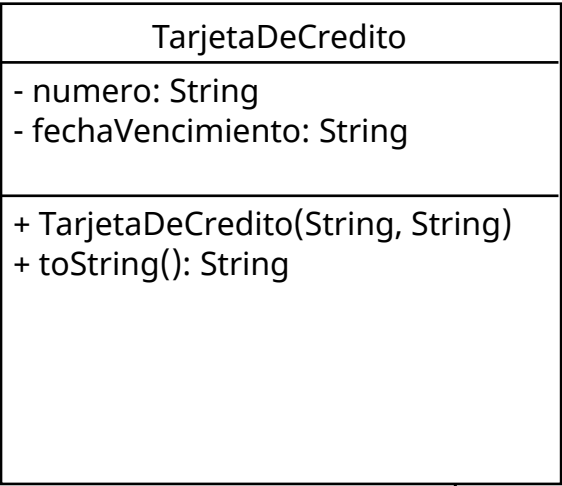 TarjetaDeCredito
- numero: String
- fechaVencimiento: String
+ TarjetaDeCredito(String, String)
+ toString(): String